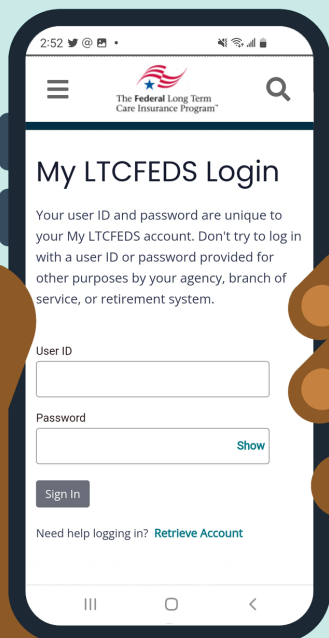 2:52
The Federal Long Term
Care Insurance Program™
My LTCFEDS Login
Your user ID and password are unique to
your My LTCFEDS account. Don't try to log in
with a user ID or password provided for
other purposes by your agency, branch of
service, or retirement system.
User ID
Password
Show
Sign In
Need help logging in? Retrieve Account